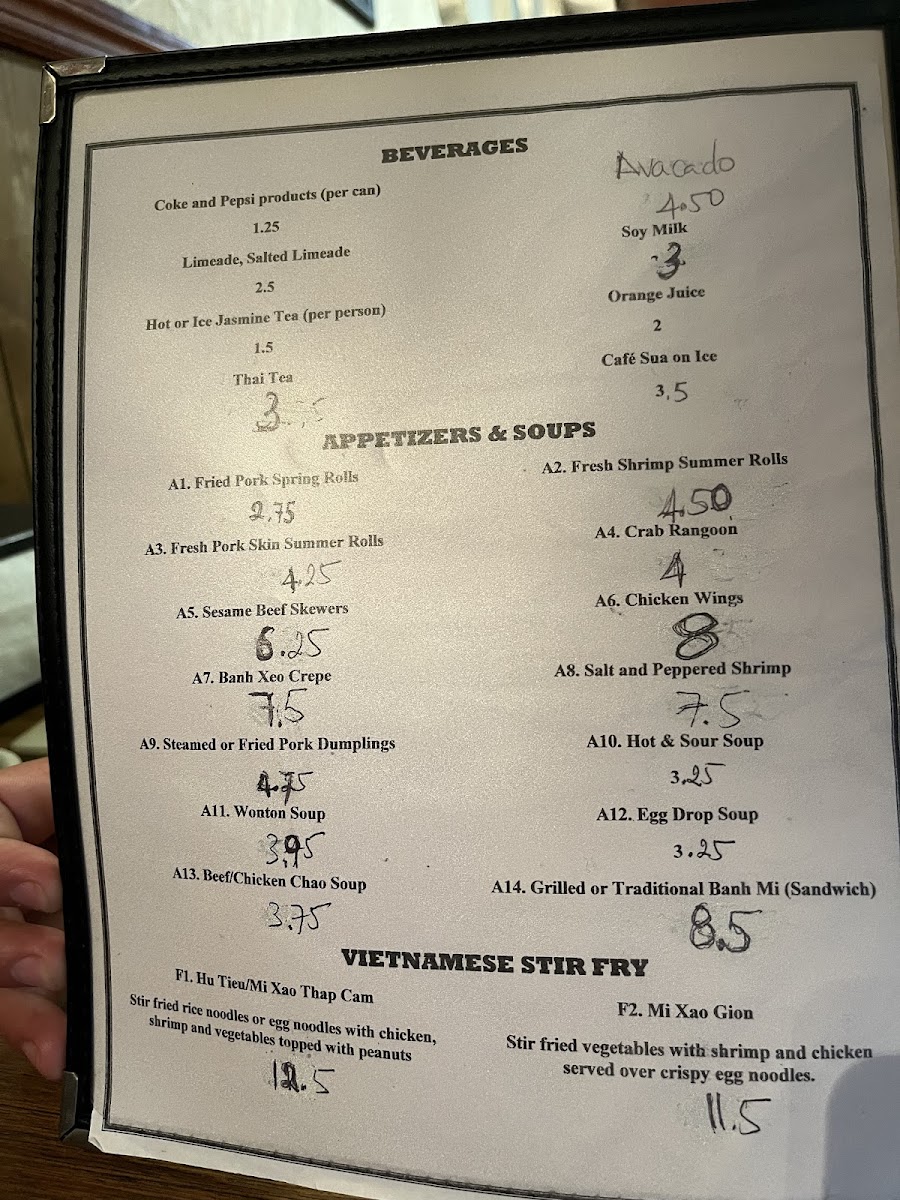 BEVERAGES
Coke and Pepsi products (per can)
1.25
Limeade, Salted Limeade
2.5
Hot or Ice Jasmine Tea (per person)
1.5
Thai Tea
3
Avacado
4.50
Soy Milk
3
Orange Juice
2
Café Sua on Ice
3.5
APPETIZERS & SOUPS
A1. Fried Pork Spring Rolls
2.75
A2. Fresh Shrimp Summer Rolls
4.50
A3. Fresh Pork Skin Summer Rolls
4.25
A4. Crab Rangoon
4
A5. Sesame Beef Skewers
6.25
A6. Chicken Wings
8
A7. Banh Xeo Crepe
7.5
A8. Salt and Peppered Shrimp
7.5
A9. Steamed or Fried Pork Dumplings
4.75
A10. Hot & Sour Soup
3.25
A11. Wonton Soup
3.95
A12. Egg Drop Soup
3.25
A13. Beef/Chicken Chao Soup
3.75
A14. Grilled or Traditional Banh Mi (Sandwich)
8.5
VIETNAMESE STIR FRY
F1. Hu Tieu/Mi Xao Thap Cam
Stir fried rice noodles or egg noodles with chicken,
shrimp and vegetables topped with peanuts
12.5
F2. Mi Xao Gion
Stir fried vegetables with shrimp and chicken
served over crispy egg noodles.
11.5